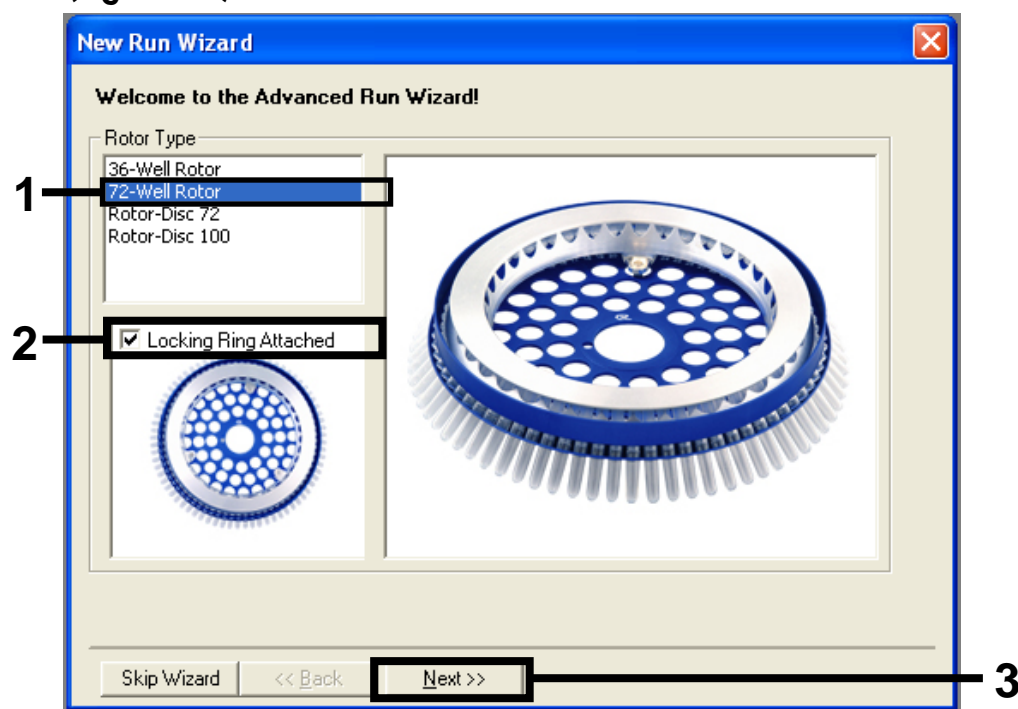 New Run Wizard
Welcome to the Advanced Run Wizard!
Rotor Type
36-Well Rotor
1
72-Well Rotor
Rotor-Disc 72
Rotor-Disc 100
2
Locking Ring Attached
Skip Wizard
<< Back
Next >>
3